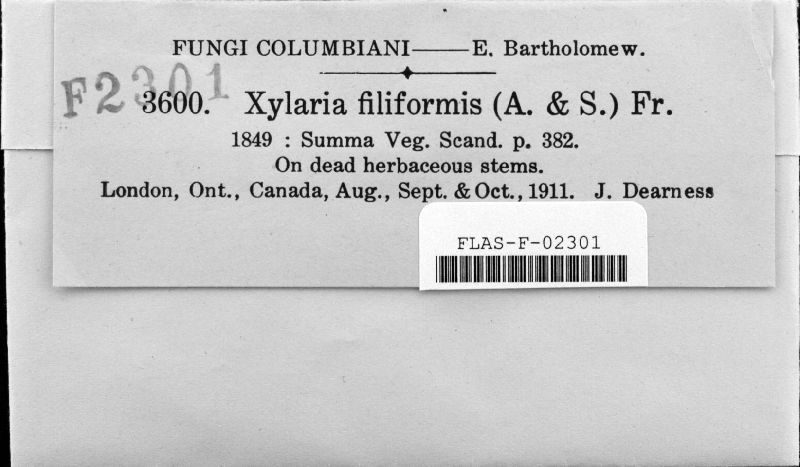 FUNGI COLUMBIANI——E. Bartholomew.
F2301
3600. Xylaria filiformis (A. & S.) Fr.
1849 : Summa Veg. Scand. p. 382.
On dead herbaceous stems.
London, Ont., Canada, Aug., Sept. & Oct., 1911. J. Dearness
FLAS-F-02301